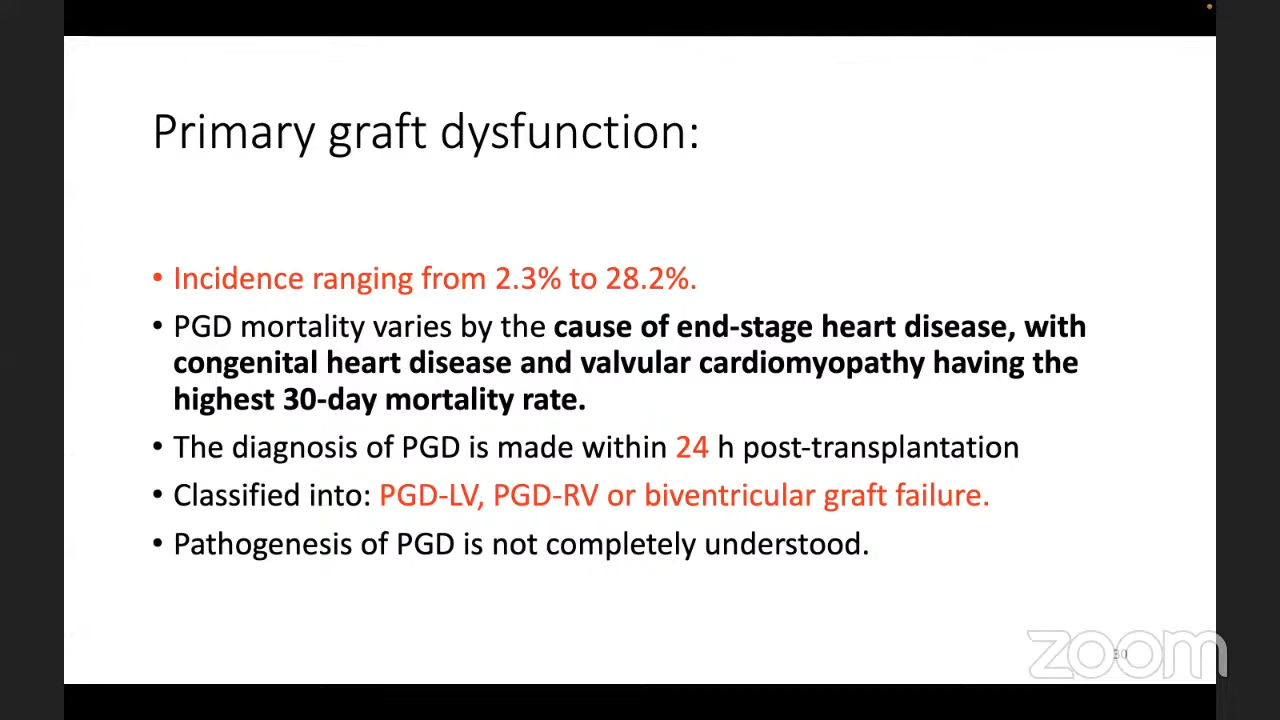 Primary graft dysfunction:
• Incidence ranging from 2.3% to 28.2%.
• PGD mortality varies by the cause of end-stage heart disease, with
congenital heart disease and valvular cardiomyopathy having the
highest 30-day mortality rate.
• The diagnosis of PGD is made within 24 h post-transplantation
• Classified into: PGD-LV, PGD-RV or biventricular graft failure.
• Pathogenesis of PGD is not completely understood.
30
zoom